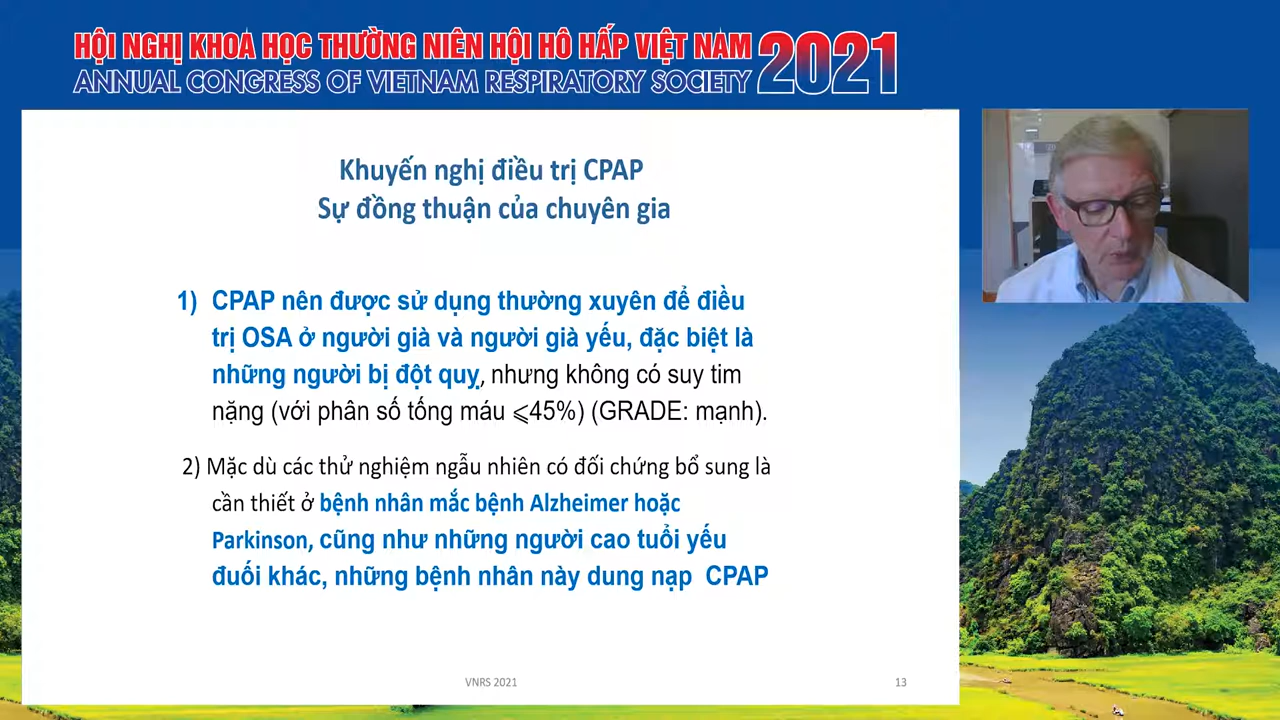 HỘI NGHỊ KHOA HỌC THƯỜNG NIÊN HỘI HÔ HẤP VIỆT NAM 2021
ANNUAL CONGRESS OF VIETNAM RESPIRATORY SOCIETY
Khuyến nghị điều trị CPAP
Sự đồng thuận của chuyên gia
1) CPAP nên được sử dụng thường xuyên để điều
trị OSA ở người già và người già yếu, đặc biệt là
những người bị đột quỵ, nhưng không có suy tim
nặng (với phân số tống máu ⩽45%) (GRADE: mạnh).
2) Mặc dù các thử nghiệm ngẫu nhiên có đối chứng bổ sung là
cần thiết ở bệnh nhân mắc bệnh Alzheimer hoặc
Parkinson, cũng như những người cao tuổi yếu
đuối khác, những bệnh nhân này dung nạp CPAP
VNRS 2021
13